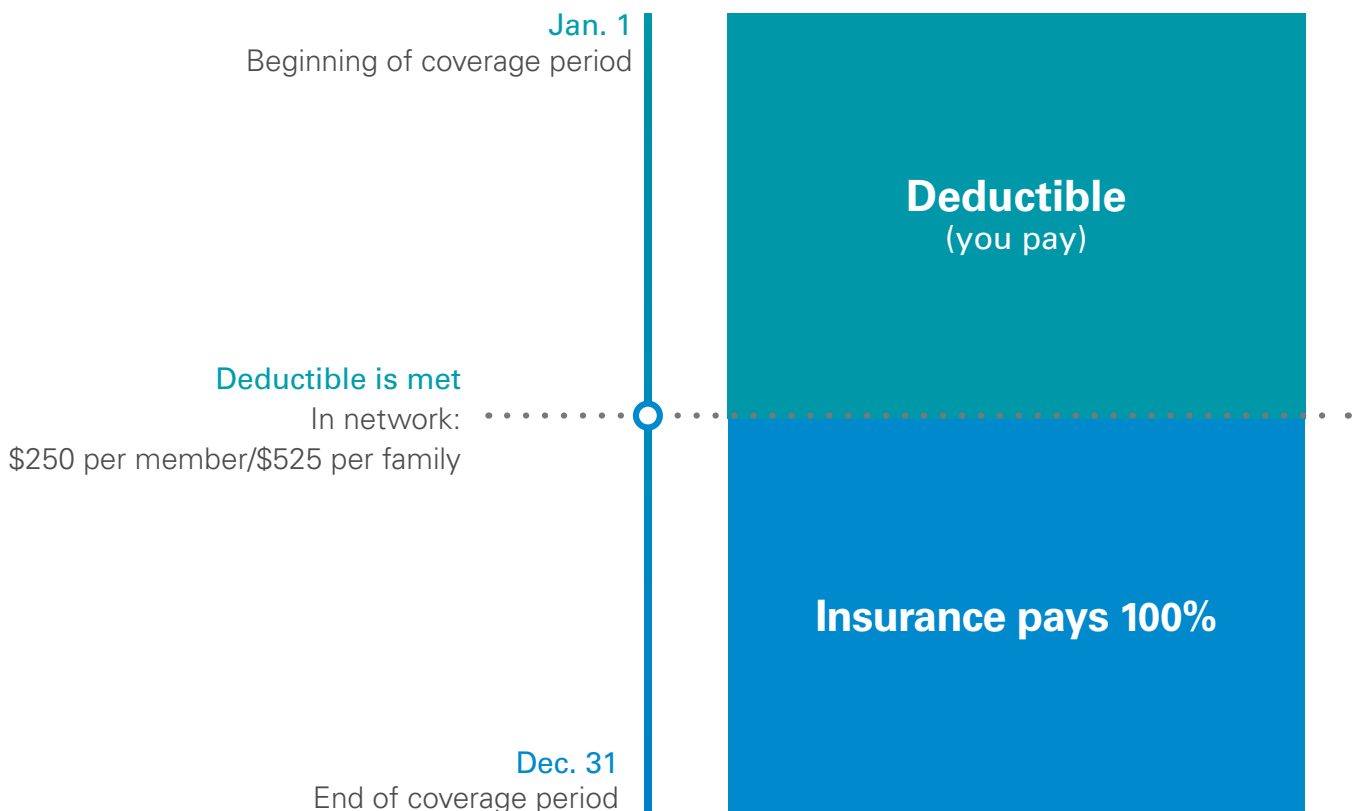 Jan. 1
Beginning of coverage period
Deductible
(you pay)
Deductible is met
In network:
$250 per member/$525 per family
Insurance pays 100%
Dec. 31
End of coverage period